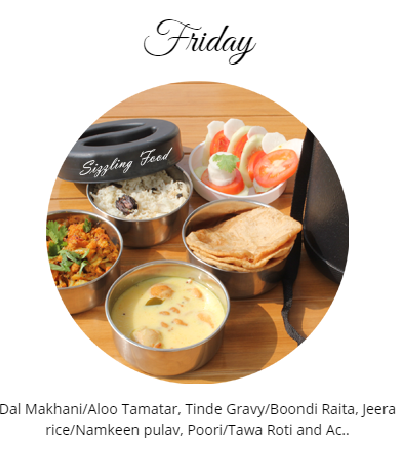 Friday
Sizzling Food
Dal Makhani/Aloo Tamatar, Tinde Gravy/Boondi Raita, Jeera
rice/Namkeen pulav, Poori/Tawa Roti and Ac..